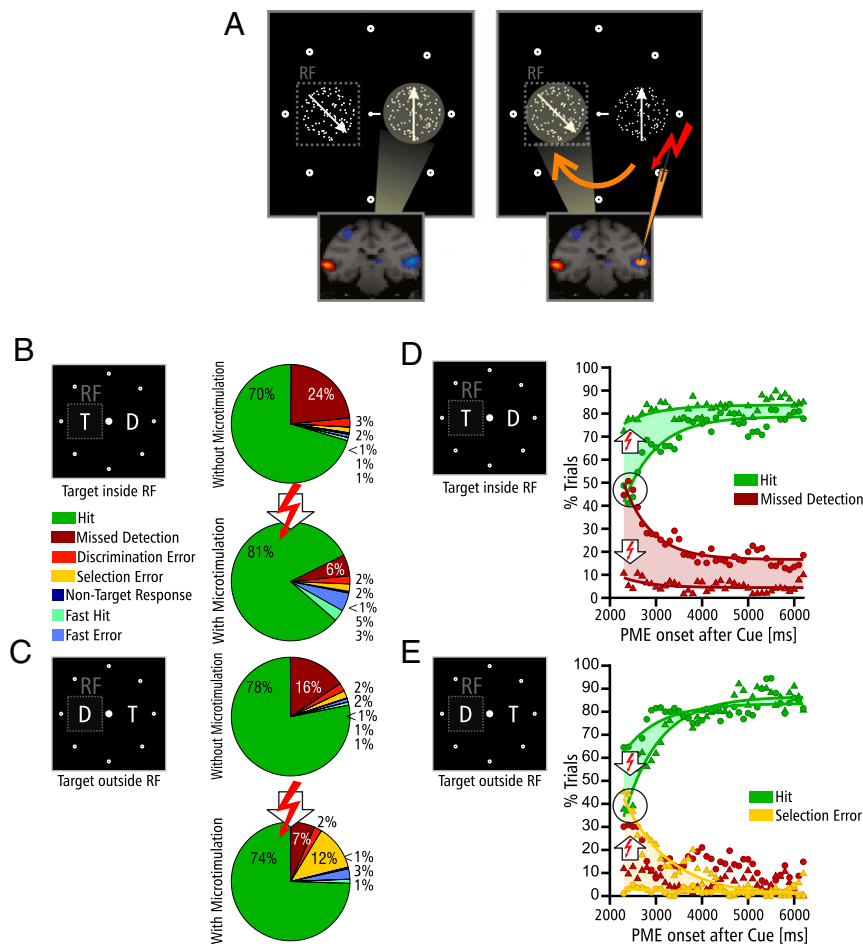 A
RF
RF
B
RF
T D
Target inside RF
Hit
Missed Detection
Discrimination Error
Selection Error
Non-Target Response
Fast Hit
Fast Error
Without Microtimulation
70%
24%
3%
2%
<1%
1%
1%
With Microtimulation
81%
6%
2%
2%
<1%
5%
3%
C
RF
D T
Target outside RF
Without Microtimulation
78%
16%
2%
2%
<1%
1%
1%
With Microtimulation
74%
7%
2%
12%
<1%
3%
1%
D
RF
T D
Target inside RF
% Trials
100
90
80
70
60
50
40
30
20
10
0
Hit
Missed Detection
2000 3000 4000 5000 6000
PME onset after Cue [ms]
E
RF
D T
Target outside RF
% Trials
100
90
80
70
60
50
40
30
20
10
0
Hit
Selection Error
2000 3000 4000 5000 6000
PME onset after Cue [ms]